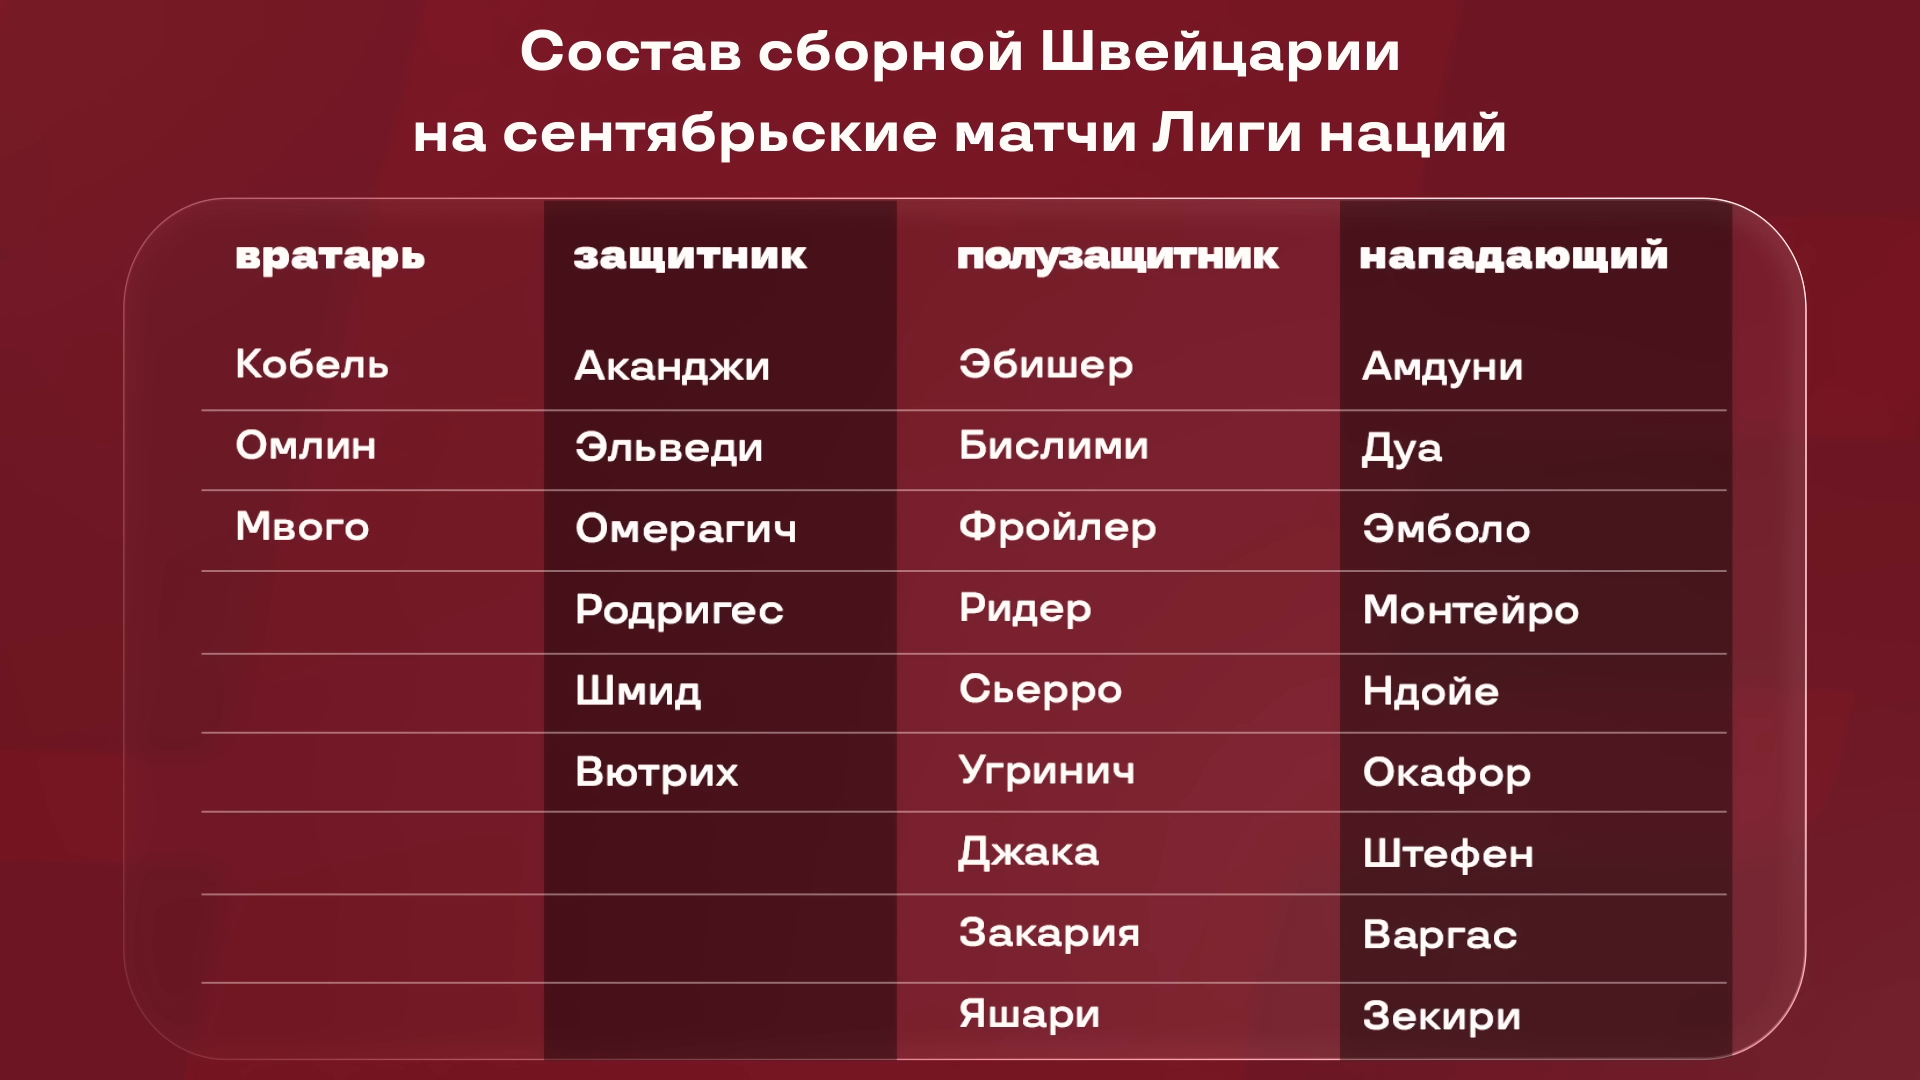 Состав сборной Швейцарии
на сентябрьские матчи Лиги наций
вратарь защитник полузащитник нападающий
Кобель Аканджи Эбишер Амдуни
Омлин Эльведи Бислими Дуа
Мвого Омерагич Фройлер Эмболо
Родригес Ридер Монтейро
Шмид Сьерро Ндойе
Вютрих Угринич Окафор
Джака Штефен
Закария Варгас
Яшари Зекири